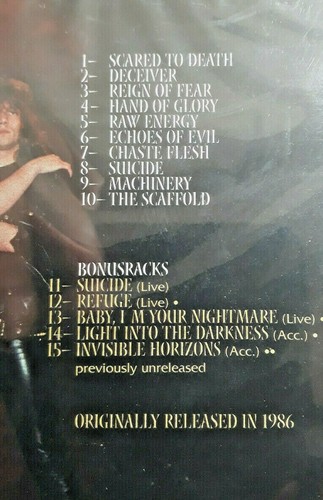 1- SCARED TO DEATH
2- DECEIVER
3- REIGN OF FEAR
4- HAND OF GLORY
5- RAW ENERGY
6- ECHOES OF EVIL
7- CHASTE FLESH
8- SUICIDE
9- MACHINERY
10- THE SCAFFOLD
BONUSRACKS
11- SUICIDE (Live)
12- REFUGE (Live) •
13- BABY, I M YOUR NIGHTMARE (Live) •
14- LIGHT INTO THE DARKNESS (Acc.) •
15- INVISIBLE HORIZONS (Acc.) ••
previously unreleased
ORIGINALLY RELEASED IN 1986